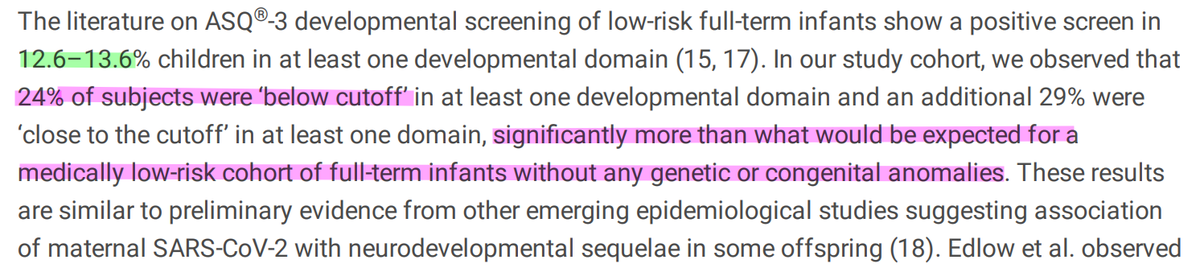 The literature on ASQ®-3 developmental screening of low-risk full-term infants show a positive screen in
12.6–13.6% children in at least one developmental domain (15, 17). In our study cohort, we observed that
24% of subjects were ‘below cutoff’ in at least one developmental domain and an additional 29% were
‘close to the cutoff’ in at least one domain, significantly more than what would be expected for a
medically low-risk cohort of full-term infants without any genetic or congenital anomalies. These results
are similar to preliminary evidence from other emerging epidemiological studies suggesting association
of maternal SARS-CoV-2 with neurodevelopmental sequelae in some offspring (18). Edlow et al. observed